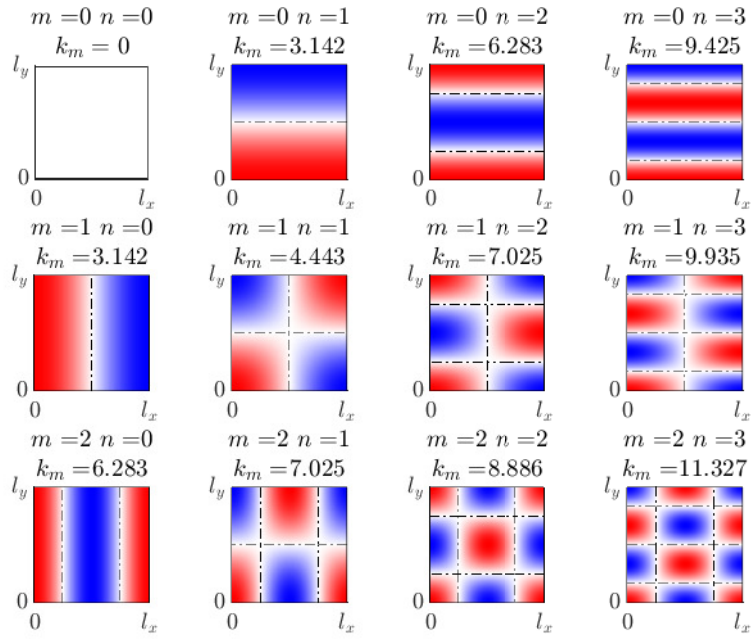 m =0 n =0 m =0 n =1 m =0 n =2 m =0 n =3
k_m = 0 k_m =3.142 k_m =6.283 k_m =9.425
l_y l_y l_y l_y
0 0 0 0
0 l_x 0 l_x 0 l_x 0 l_x
m =1 n =0 m =1 n =1 m =1 n =2 m =1 n =3
k_m =3.142 k_m =4.443 k_m =7.025 k_m =9.935
l_y l_y l_y l_y
0 0 0 0
0 l_x 0 l_x 0 l_x 0 l_x
m =2 n =0 m =2 n =1 m =2 n =2 m =2 n =3
k_m =6.283 k_m =7.025 k_m =8.886 k_m =11.327
l_y l_y l_y l_y
0 0 0 0
0 l_x 0 l_x 0 l_x 0 l_x